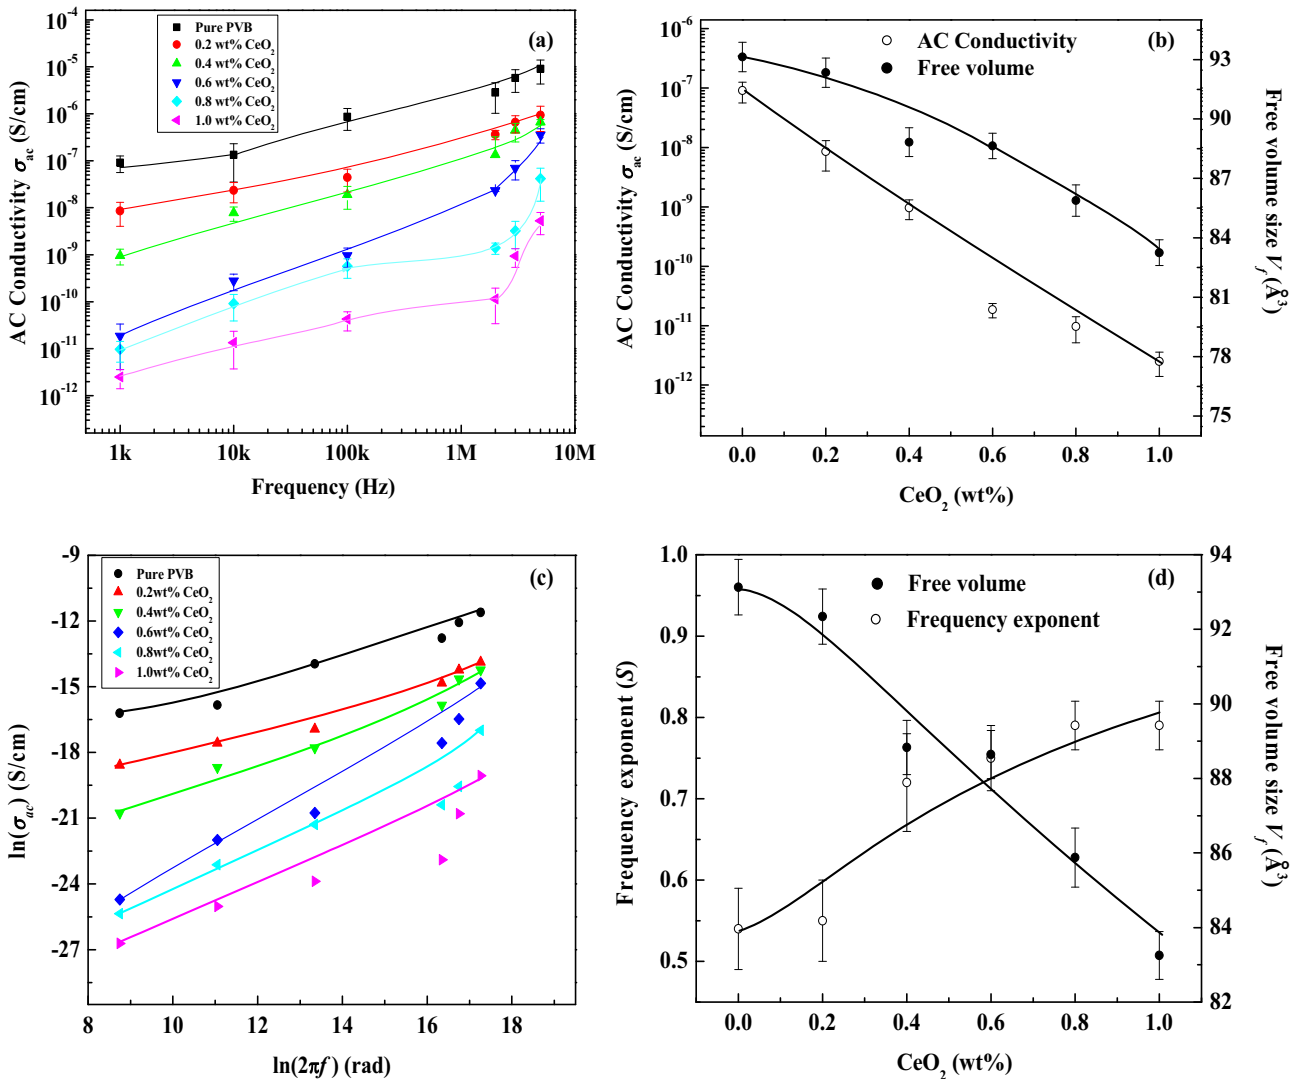 (a)
Pure PVB
0.2 wt% CeO₂
0.4 wt% CeO₂
0.6 wt% CeO₂
0.8 wt% CeO₂
1.0 wt% CeO₂
AC Conductivity σ_ac (S/cm)
10⁻⁴
10⁻⁵
10⁻⁶
10⁻⁷
10⁻⁸
10⁻⁹
10⁻¹⁰
10⁻¹¹
10⁻¹²
1k 10k 100k 1M 10M
Frequency (Hz)
(b)
AC Conductivity
Free volume
AC Conductivity σ_ac (S/cm)
10⁻⁶
10⁻⁷
10⁻⁸
10⁻⁹
10⁻¹⁰
10⁻¹¹
10⁻¹²
93
90
87
84
81
78
75
Free volume size V_f (Å³)
0.0 0.2 0.4 0.6 0.8 1.0
CeO₂ (wt%)
(c)
Pure PVB
0.2wt% CeO₂
0.4wt% CeO₂
0.6wt% CeO₂
0.8wt% CeO₂
1.0wt% CeO₂
ln(σ_ac) (S/cm)
-9
-12
-15
-18
-21
-24
-27
8 10 12 14 16 18
ln(2πf) (rad)
(d)
Free volume
Frequency exponent
Frequency exponent (S)
1.0
0.9
0.8
0.7
0.6
0.5
94
92
90
88
86
84
82
Free volume size V_f (Å³)
0.0 0.2 0.4 0.6 0.8 1.0
CeO₂ (wt%)